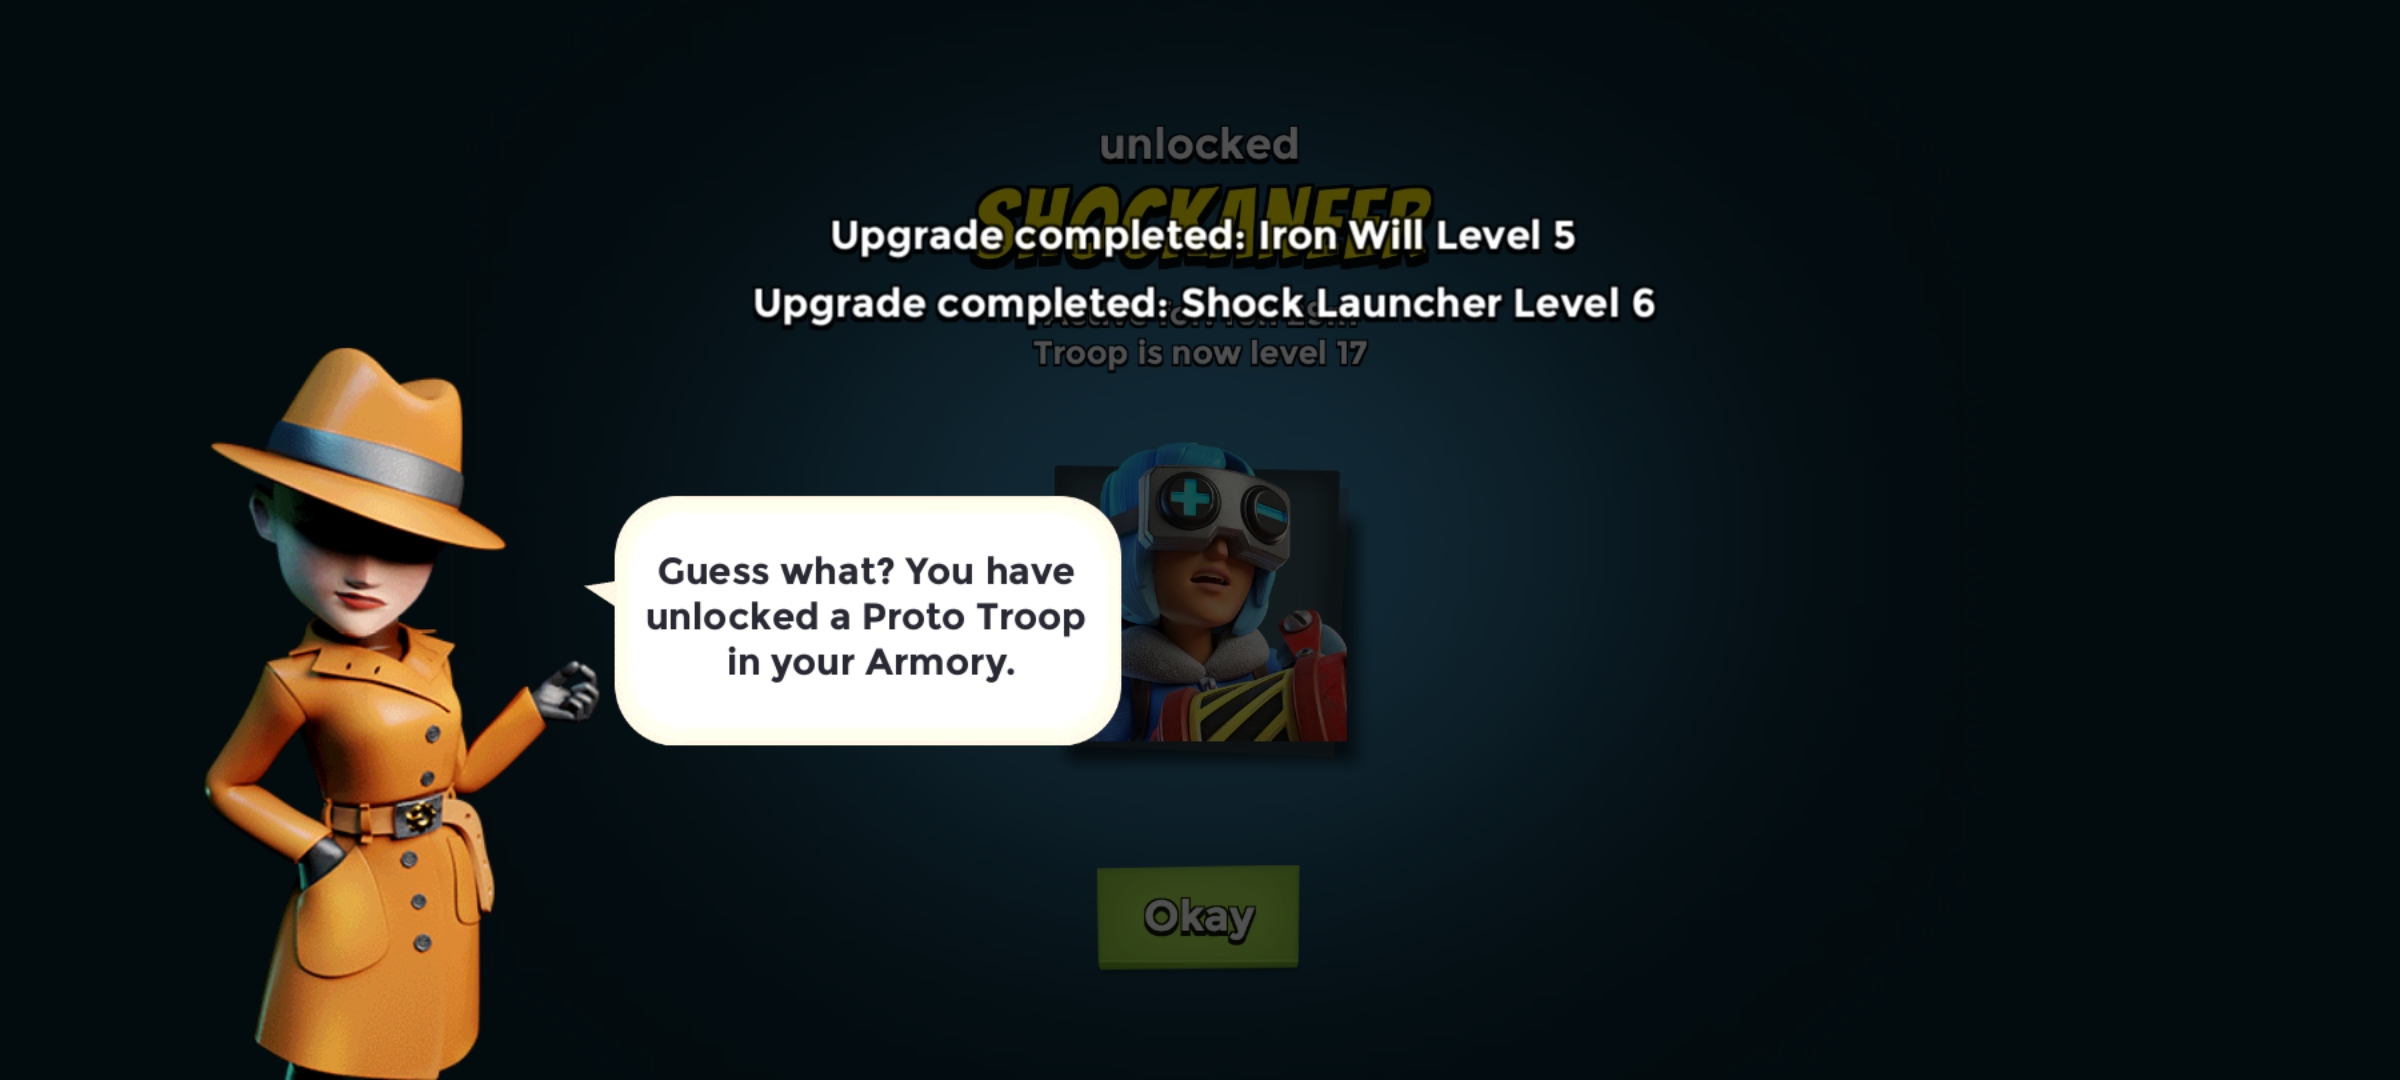 unlocked
SHOCKANEER
Upgrade completed: Iron Will Level 5
Upgrade completed: Shock Launcher Level 6
Troop is now level 17
Guess what? You have
unlocked a Proto Troop
in your Armory.
Okay